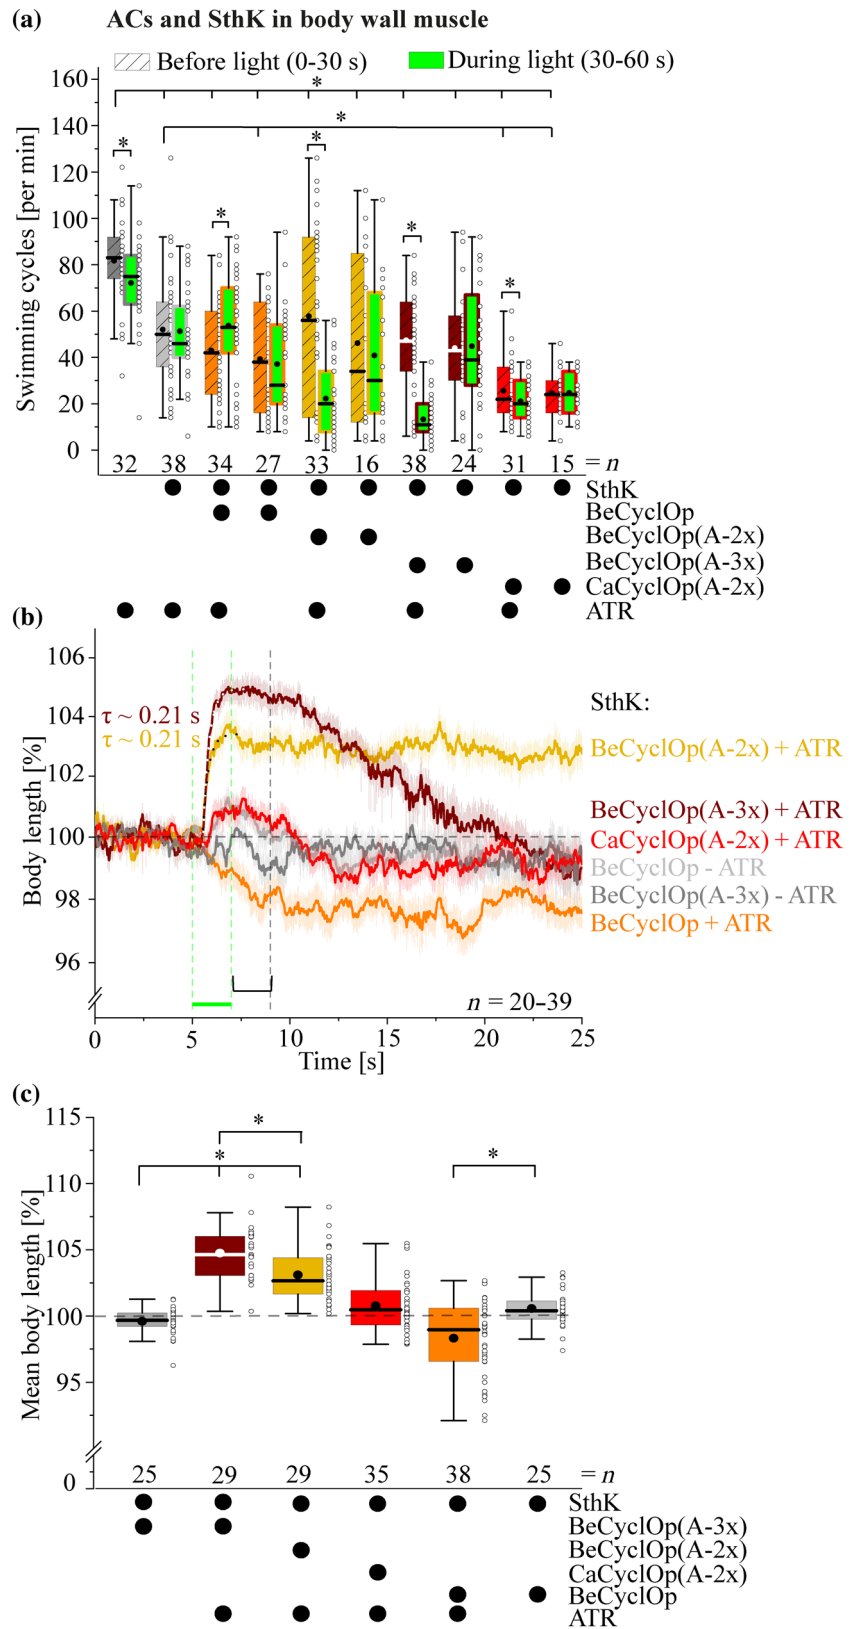 (a) ACs and SthK in body wall muscle
Before light (0-30 s) During light (30-60 s)
Swimming cycles [per min]
160
140
120
100
80
60
40
20
0
* * * * * * *
32 38 34 27 33 16 38 24 31 15 = n
SthK
BeCyclOp
BeCyclOp(A-2x)
BeCyclOp(A-3x)
CaCyclOp(A-2x)
ATR
(b)
Body length [%]
106
104
102
100
98
96
τ ~ 0.21 s
τ ~ 0.21 s
SthK:
BeCyclOp(A-2x) + ATR
BeCyclOp(A-3x) + ATR
CaCyclOp(A-2x) + ATR
BeCyclOp - ATR
BeCyclOp(A-3x) - ATR
BeCyclOp + ATR
n = 20–39
0 5 10 15 20 25
Time [s]
(c)
Mean body length [%]
115
110
105
100
95
0
* * *
25 29 29 35 38 25 = n
SthK
BeCyclOp(A-3x)
BeCyclOp(A-2x)
CaCyclOp(A-2x)
BeCyclOp
ATR